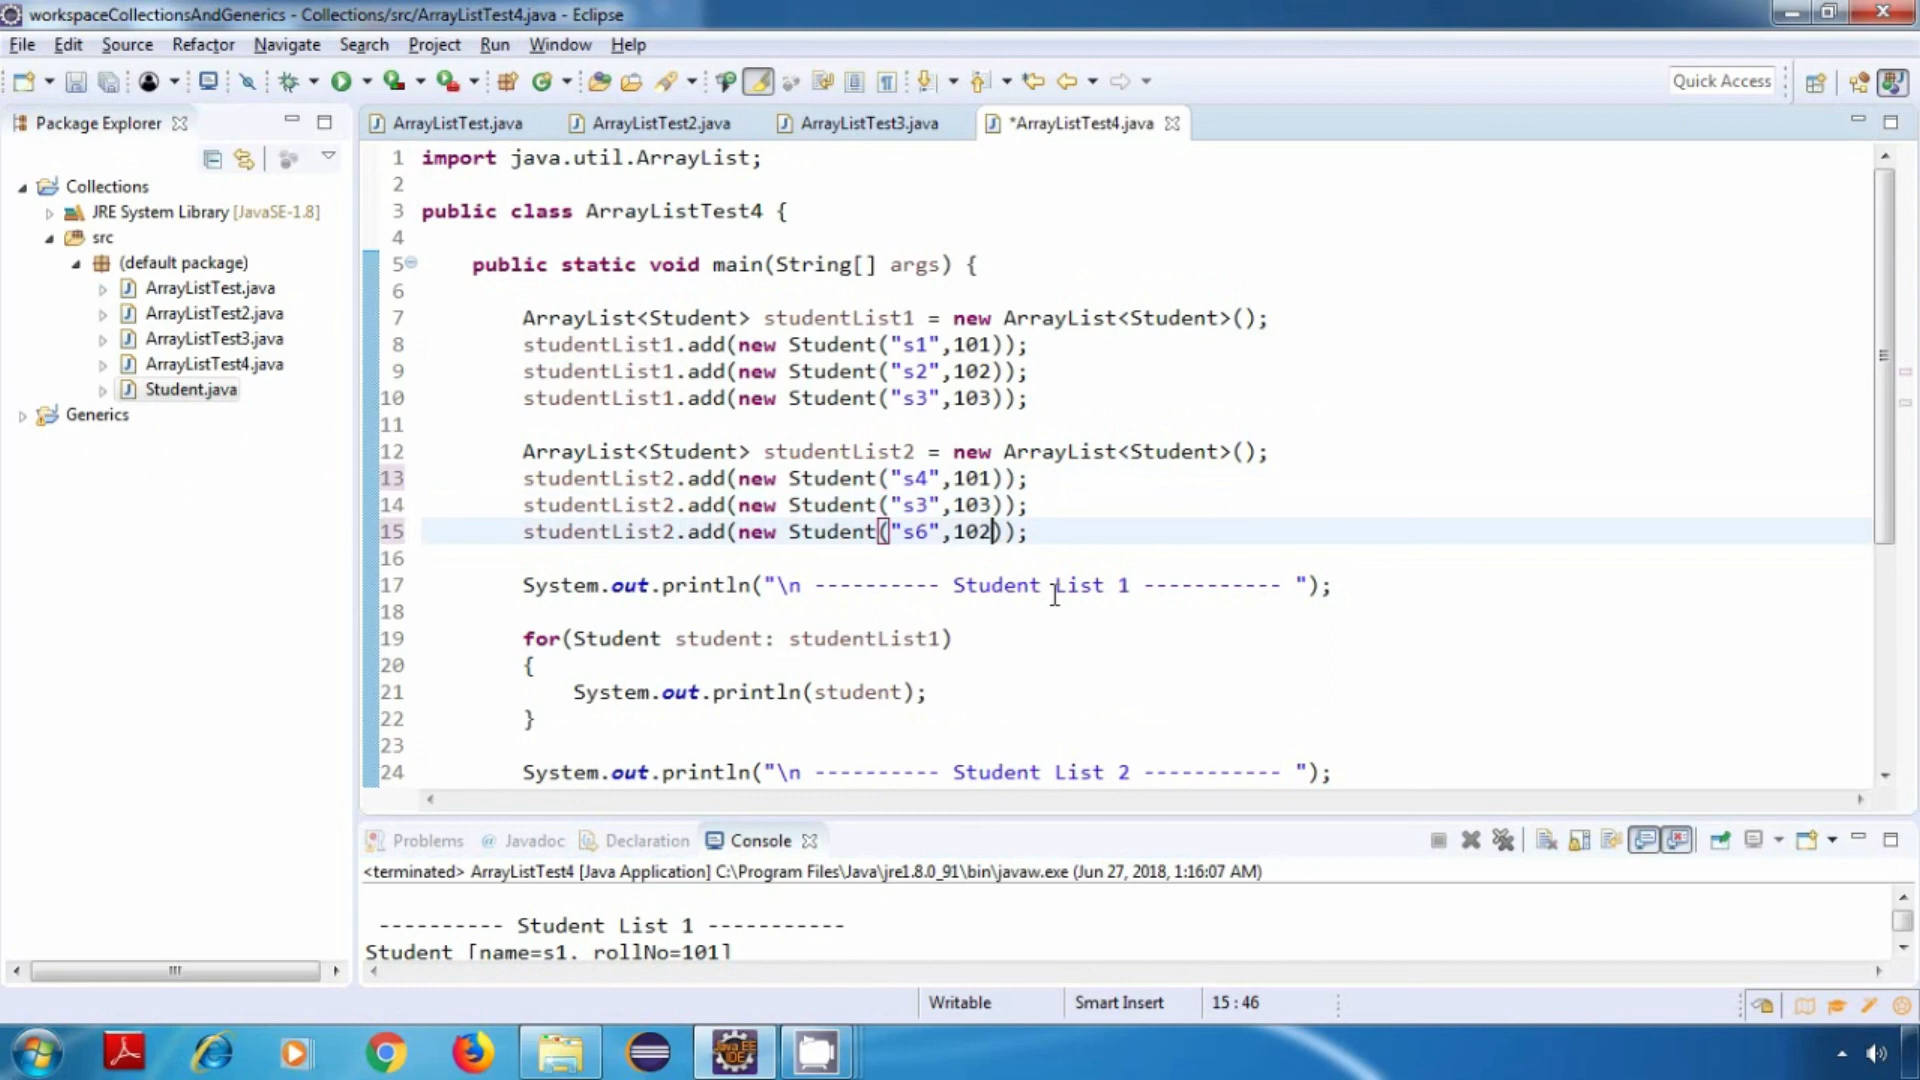 workspaceCollectionsAndGenerics - Collections/src/ArrayListTest4.java - Eclipse
File Edit Source Refactor Navigate Search Project Run Window Help
Quick Access
Package Explorer
Collections
JRE System Library [JavaSE-1.8]
src
(default package)
ArrayListTest.java
ArrayListTest2.java
ArrayListTest3.java
ArrayListTest4.java
Student.java
Generics
ArrayListTest.java ArrayListTest2.java ArrayListTest3.java *ArrayListTest4.java
1 import java.util.ArrayList;
2
3 public class ArrayListTest4 {
4
5 public static void main(String[] args) {
6
7 ArrayList<Student> studentList1 = new ArrayList<Student>();
8 studentList1.add(new Student("s1",101));
9 studentList1.add(new Student("s2",102));
10 studentList1.add(new Student("s3",103));
11
12 ArrayList<Student> studentList2 = new ArrayList<Student>();
13 studentList2.add(new Student("s4",101));
14 studentList2.add(new Student("s3",103));
15 studentList2.add(new Student("s6",102));
16
17 System.out.println("\n ---------- Student List 1 ----------- ");
18
19 for(Student student: studentList1)
20 {
21 System.out.println(student);
22 }
23
24 System.out.println("\n ---------- Student List 2 ----------- ");
Problems Javadoc Declaration Console
<terminated> ArrayListTest4 [Java Application] C:\Program Files\Java\jre1.8.0_91\bin\javaw.exe (Jun 27, 2018, 1:16:07 AM)
---------- Student List 1 -----------
Student [name=s1, rollNo=101]
Writable Smart Insert 15 : 46
Java EE
IDE